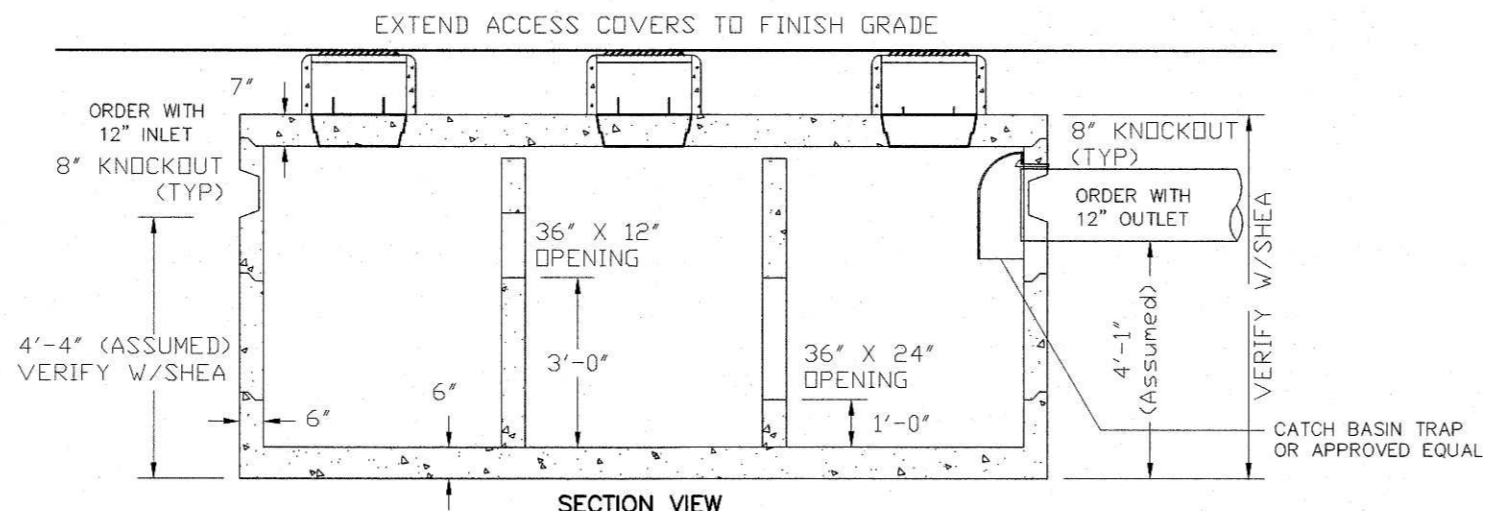 EXTEND ACCESS COVERS TO FINISH GRADE
7"
ORDER WITH
12" INLET
8" KNOCKOUT
(TYP)
8" KNOCKOUT
(TYP)
ORDER WITH
12" OUTLET
36" X 12"
OPENING
3'-0"
36" X 24"
OPENING
1'-0"
4'-4" (ASSUMED)
VERIFY W/SHEA
6"
6"
4'-1"
(Assumed)
VERIFY W/SHEA
CATCH BASIN TRAP
OR APPROVED EQUAL
SECTION VIEW